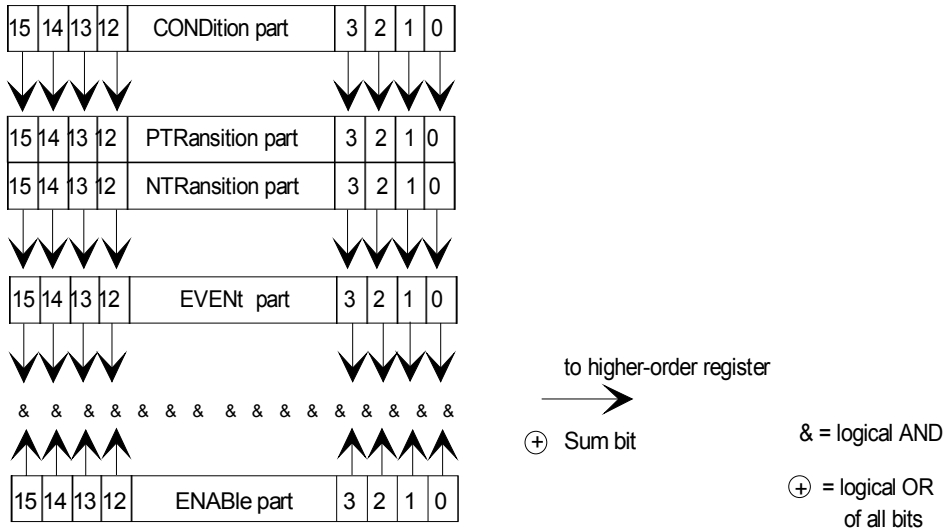 15 14 13 12 CONDition part 3 2 1 0
15 14 13 12 PTRansition part 3 2 1 0
15 14 13 12 NTRansition part 3 2 1 0
15 14 13 12 EVENt part 3 2 1 0
to higher-order register
& & & & & & & & & & & & & & & &
+ Sum bit
& = logical AND
15 14 13 12 ENABle part 3 2 1 0
+ = logical OR
of all bits